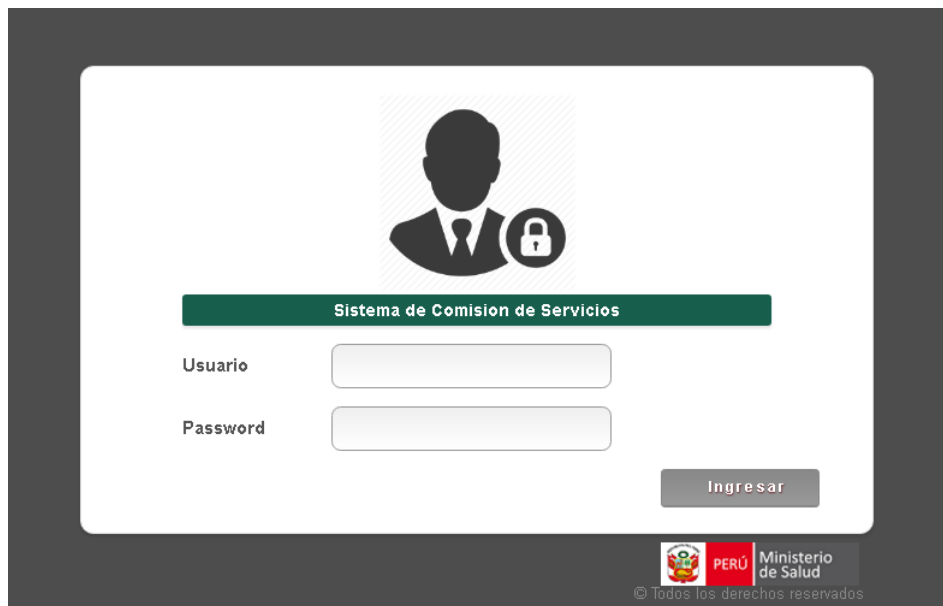 Sistema de Comision de Servicios
Usuario
Password
Ingresar
PERÚ
Ministerio
de Salud
© Todos los derechos reservados